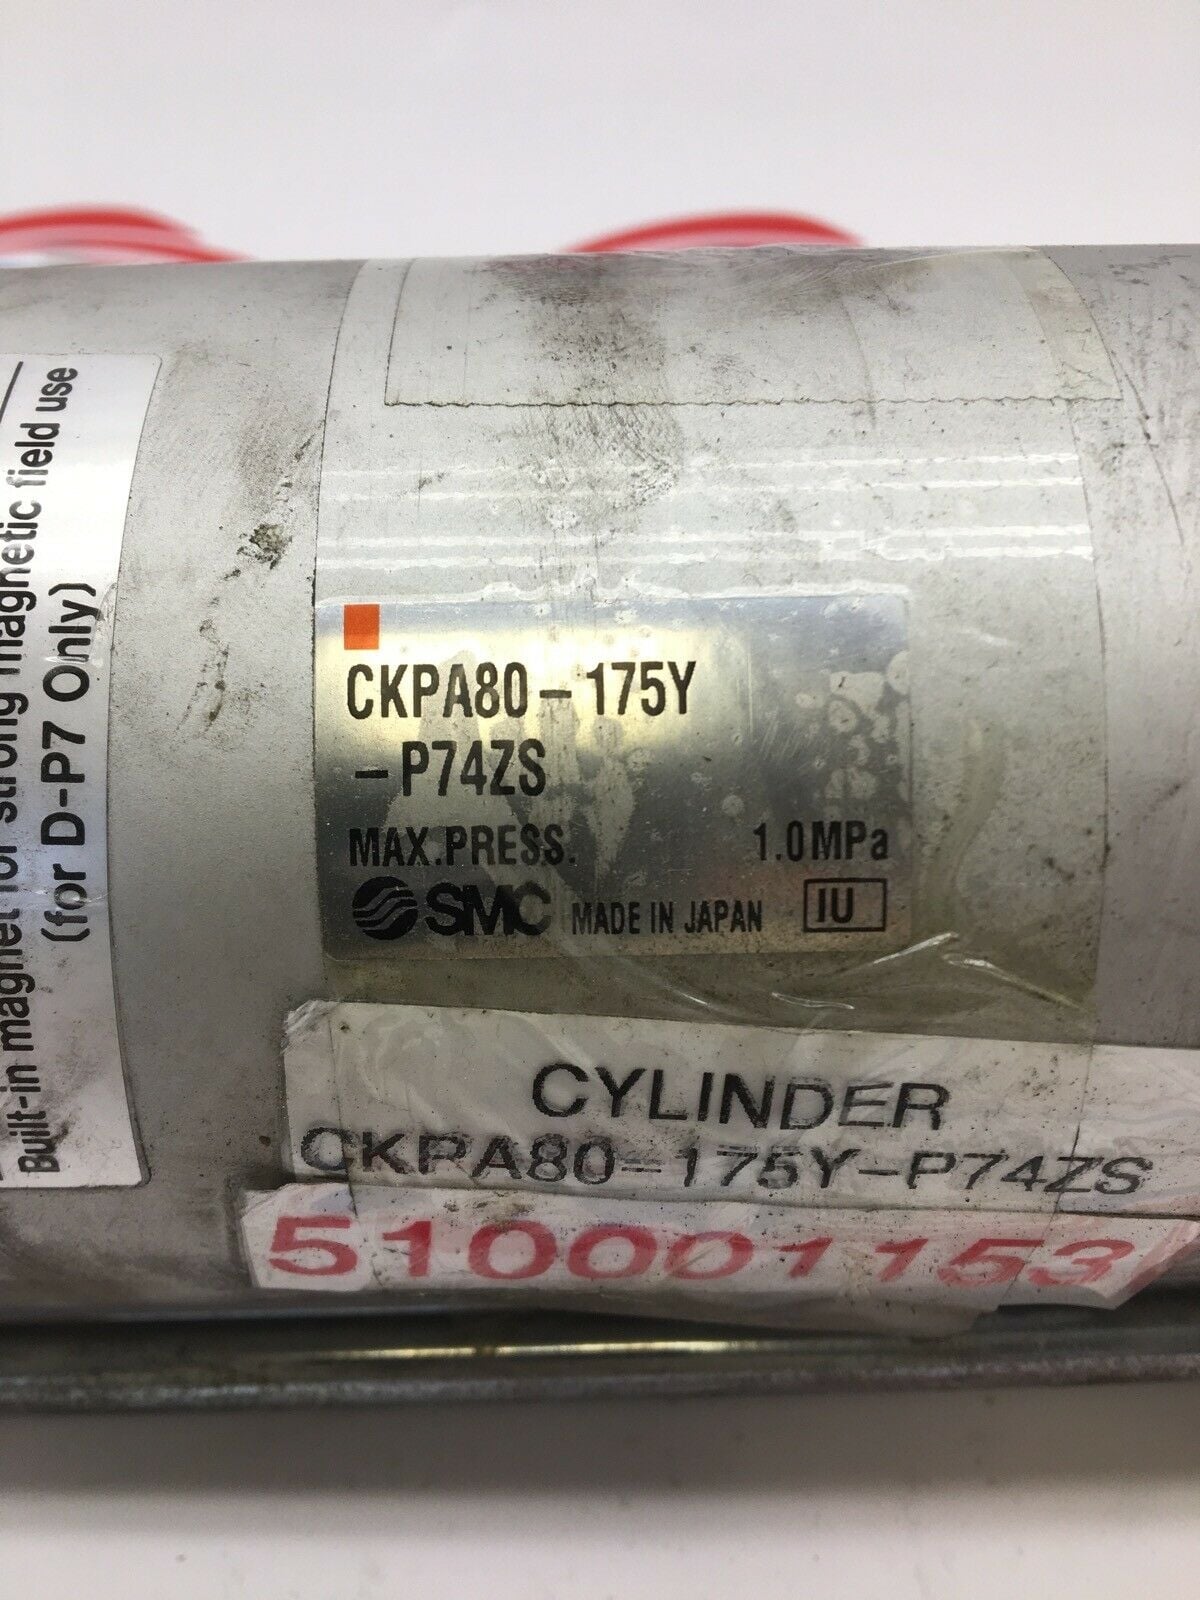 Built-in magnet for strong magnetic field use
(for D-P7 Only)
CKPA80-175Y
-P74ZS
MAX.PRESS. 1.0MPa
SMC MADE IN JAPAN IU
CYLINDER
CKPA80-175Y-P74ZS
510001153